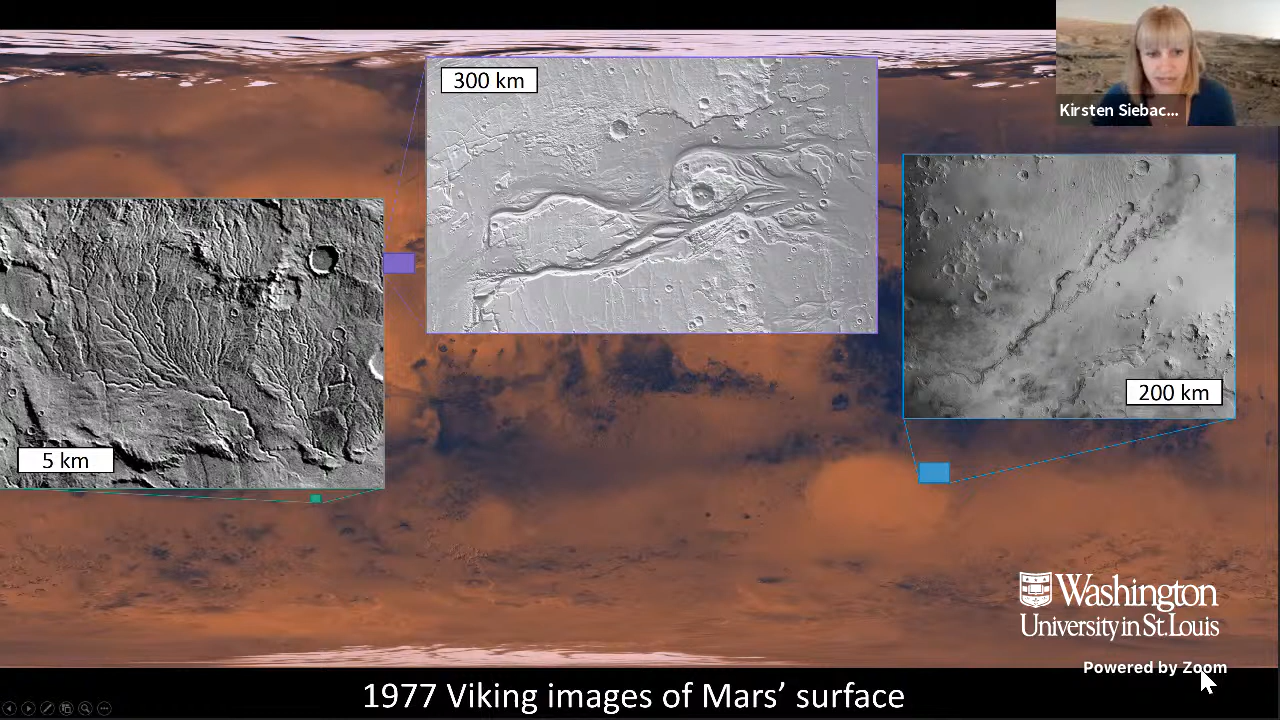 300 km
Kirsten Siebac...
200 km
5 km
Washington
University in St. Louis
Powered by Zoom
1977 Viking images of Mars’ surface